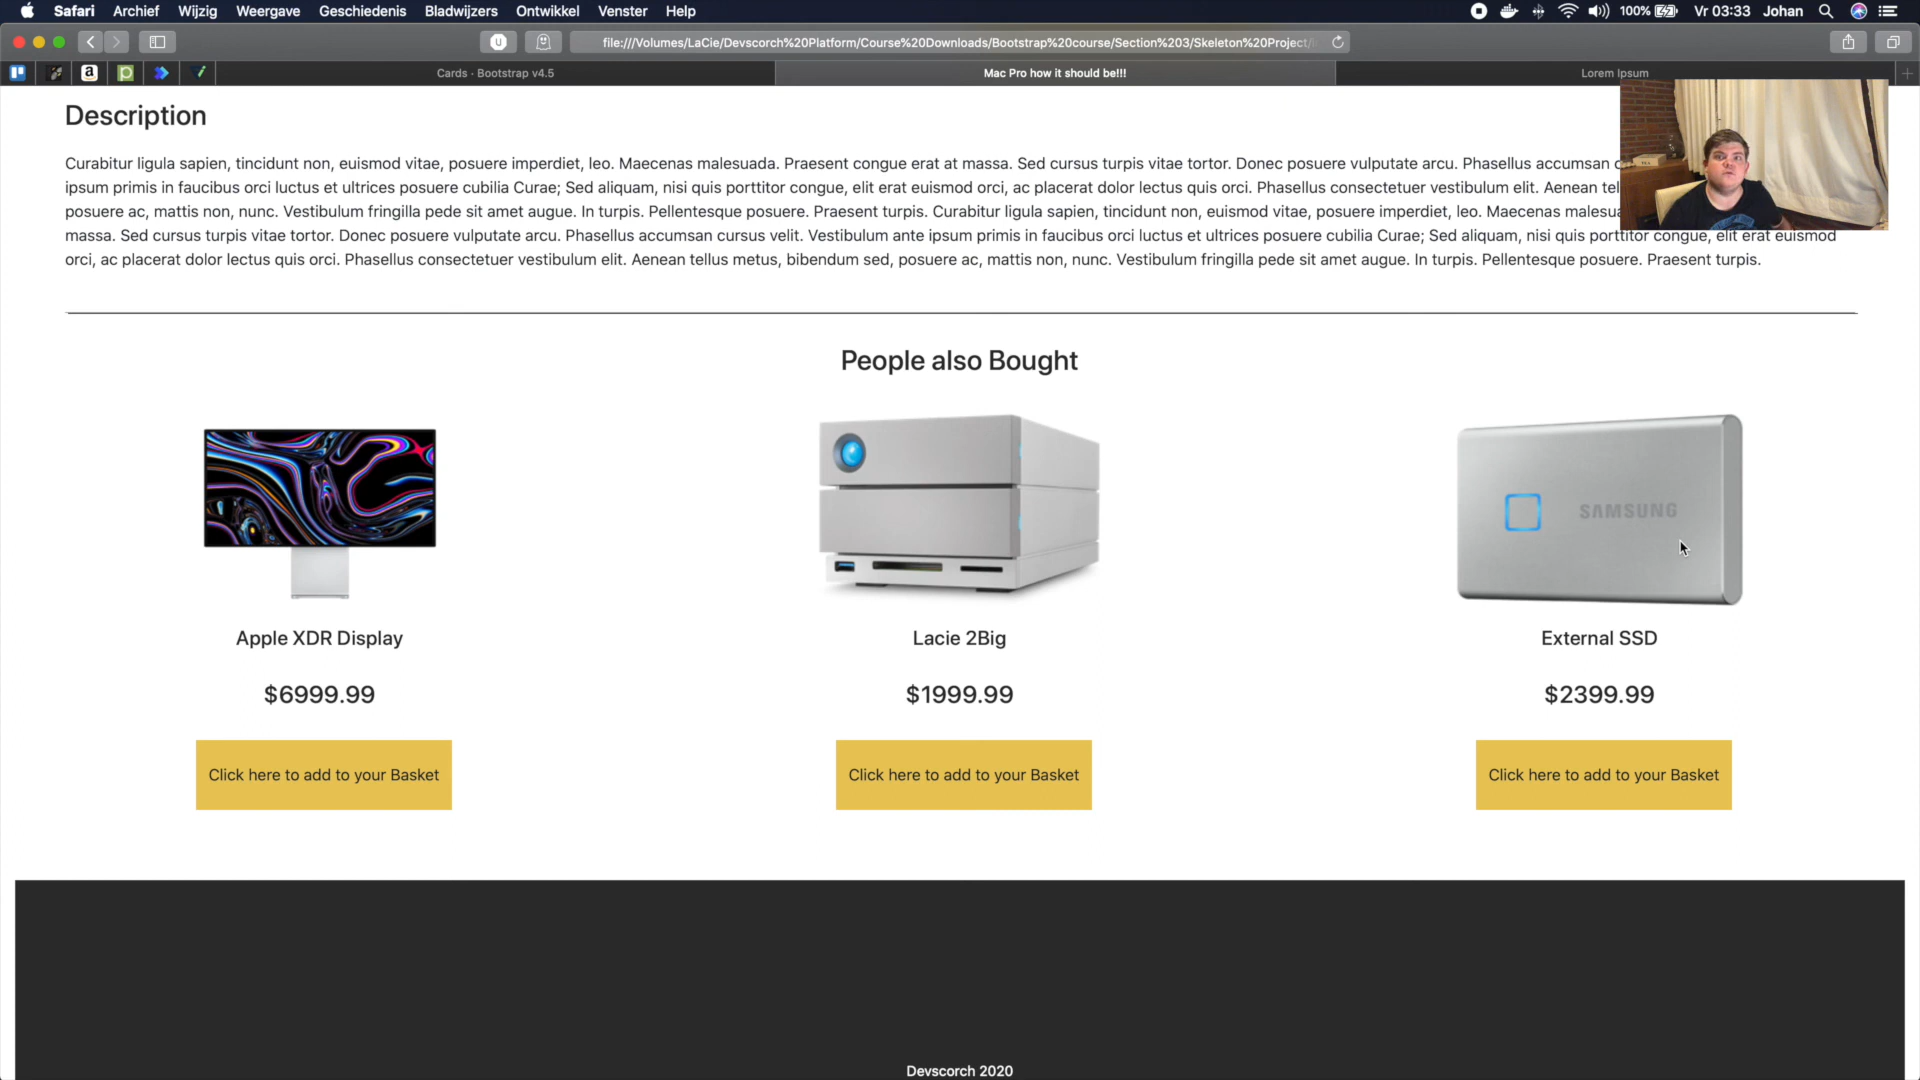 Safari Archief Wijzig Weergave Geschiedenis Bladwijzers Ontwikkel Venster Help 100% Vr 03:33 Johan
file:///Volumes/LaCie/Devscorch%20Platform/Course%20Downloads/Bootstrap%20course/Section%203/Skeleton%20Project/
Cards · Bootstrap v4.5 Mac Pro how it should be!!! Lorem Ipsum
Description
Curabitur ligula sapien, tincidunt non, euismod vitae, posuere imperdiet, leo. Maecenas malesuada. Praesent congue erat at massa. Sed cursus turpis vitae tortor. Donec posuere vulputate arcu. Phasellus accumsan
ipsum primis in faucibus orci luctus et ultrices posuere cubilia Curae; Sed aliquam, nisi quis porttitor congue, elit erat euismod orci, ac placerat dolor lectus quis orci. Phasellus consectetuer vestibulum elit. Aenean
posuere ac, mattis non, nunc. Vestibulum fringilla pede sit amet augue. In turpis. Pellentesque posuere. Praesent turpis. Curabitur ligula sapien, tincidunt non, euismod vitae, posuere imperdiet, leo. Maecenas
massa. Sed cursus turpis vitae tortor. Donec posuere vulputate arcu. Phasellus accumsan cursus velit. Vestibulum ante ipsum primis in faucibus orci luctus et ultrices posuere cubilia Curae; Sed aliquam, nisi quis porttitor congue, elit erat euismod
orci, ac placerat dolor lectus quis orci. Phasellus consectetuer vestibulum elit. Aenean tellus metus, bibendum sed, posuere ac, mattis non, nunc. Vestibulum fringilla pede sit amet augue. In turpis. Pellentesque posuere. Praesent turpis.
People also Bought
SAMSUNG
Apple XDR Display Lacie 2Big External SSD
$6999.99 $1999.99 $2399.99
Click here to add to your Basket Click here to add to your Basket Click here to add to your Basket
Devscorch 2020